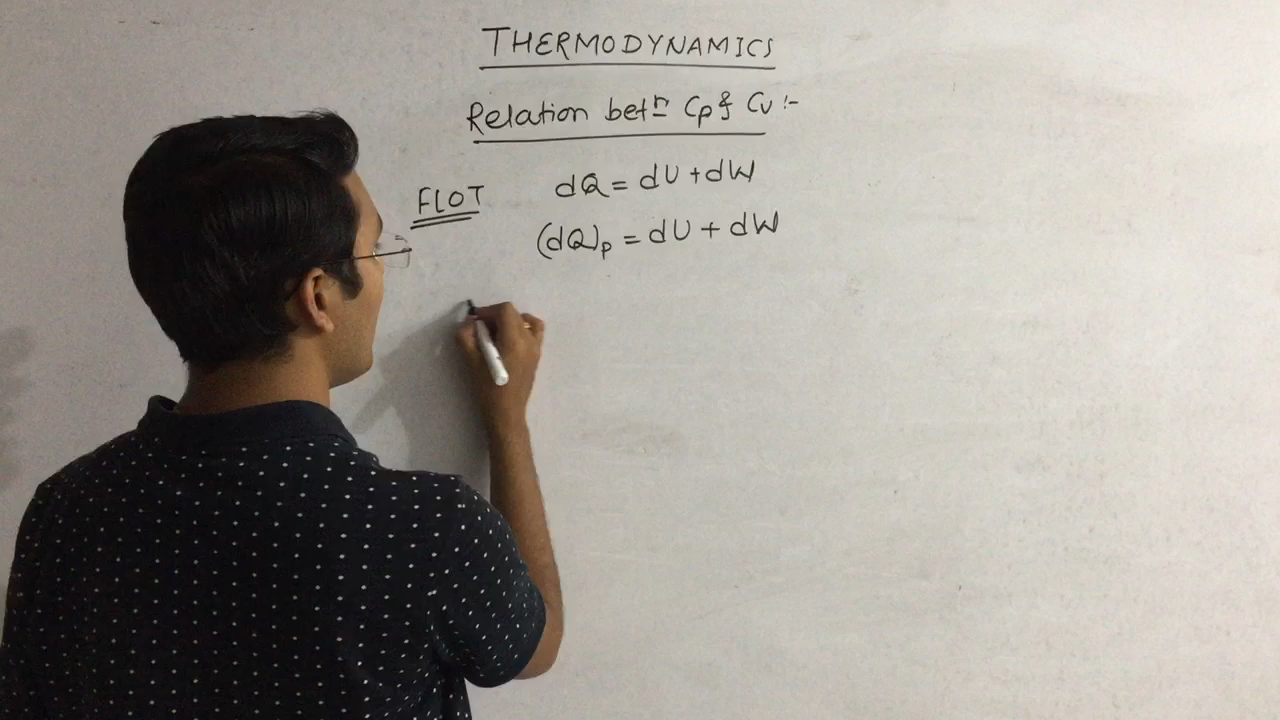 THERMODYNAMICS
Relation betn Cp & Cv :-
FLOT
dQ = dU + dW
(dQ)p = dU + dW